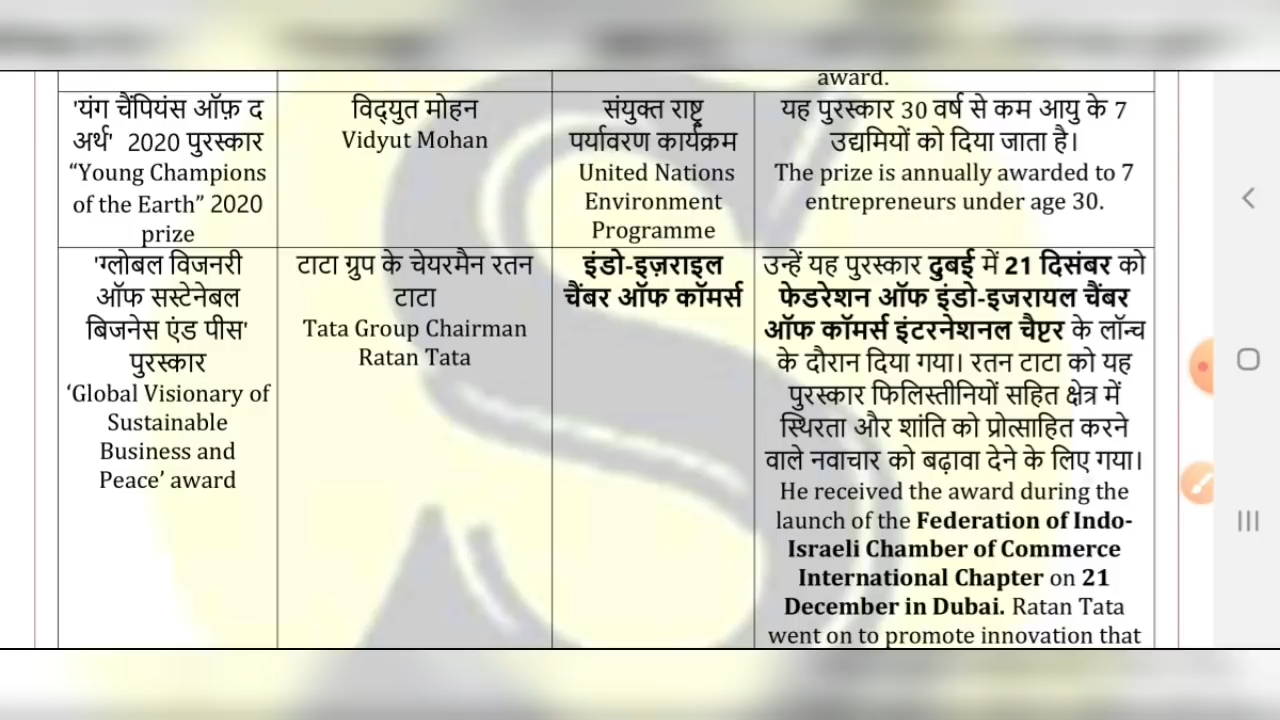 award.
'यंग चैंपियंस ऑफ़ द
अर्थ' 2020 पुरस्कार
“Young Champions
of the Earth” 2020
prize
विद्युत मोहन
Vidyut Mohan
संयुक्त राष्ट्र
पर्यावरण कार्यक्रम
United Nations
Environment
Programme
यह पुरस्कार 30 वर्ष से कम आयु के 7
उद्यमियों को दिया जाता है।
The prize is annually awarded to 7
entrepreneurs under age 30.
'ग्लोबल विजनरी
ऑफ सस्टेनेबल
बिजनेस एंड पीस'
पुरस्कार
‘Global Visionary of
Sustainable
Business and
Peace’ award
टाटा ग्रुप के चेयरमैन रतन
टाटा
Tata Group Chairman
Ratan Tata
इंडो-इज़राइल
चैंबर ऑफ कॉमर्स
उन्हें यह पुरस्कार दुबई में 21 दिसंबर को
फेडरेशन ऑफ इंडो-इजरायल चैंबर
ऑफ कॉमर्स इंटरनेशनल चैप्टर के लॉन्च
के दौरान दिया गया। रतन टाटा को यह
पुरस्कार फिलिस्तीनियों सहित क्षेत्र में
स्थिरता और शांति को प्रोत्साहित करने
वाले नवाचार को बढ़ावा देने के लिए गया।
He received the award during the
launch of the Federation of Indo-
Israeli Chamber of Commerce
International Chapter on 21
December in Dubai. Ratan Tata
went on to promote innovation that